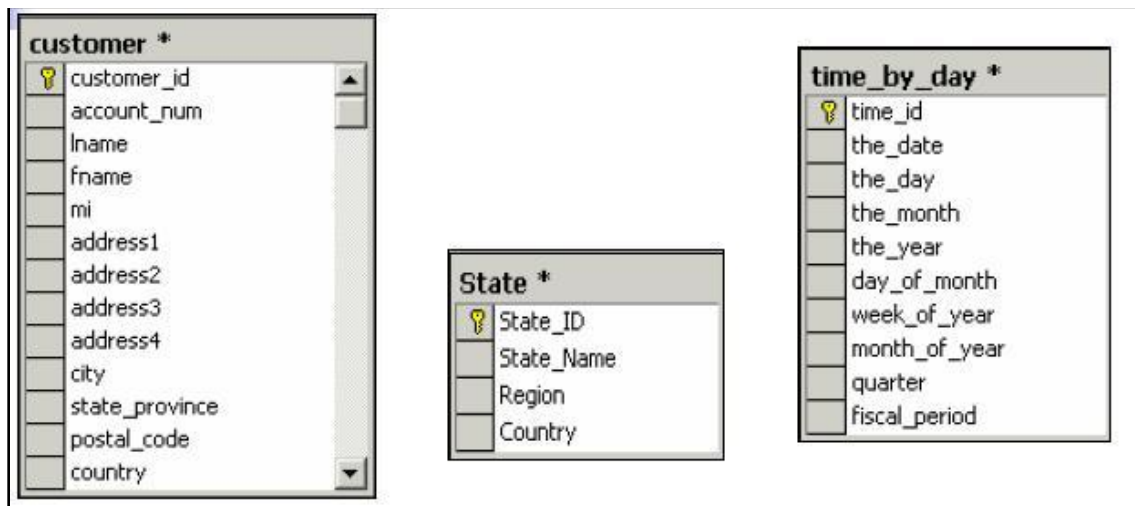 customer *
customer_id
account_num
lname
fname
mi
address1
address2
address3
address4
city
state_province
postal_code
country
State *
State_ID
State_Name
Region
Country
time_by_day *
time_id
the_date
the_day
the_month
the_year
day_of_month
week_of_year
month_of_year
quarter
fiscal_period